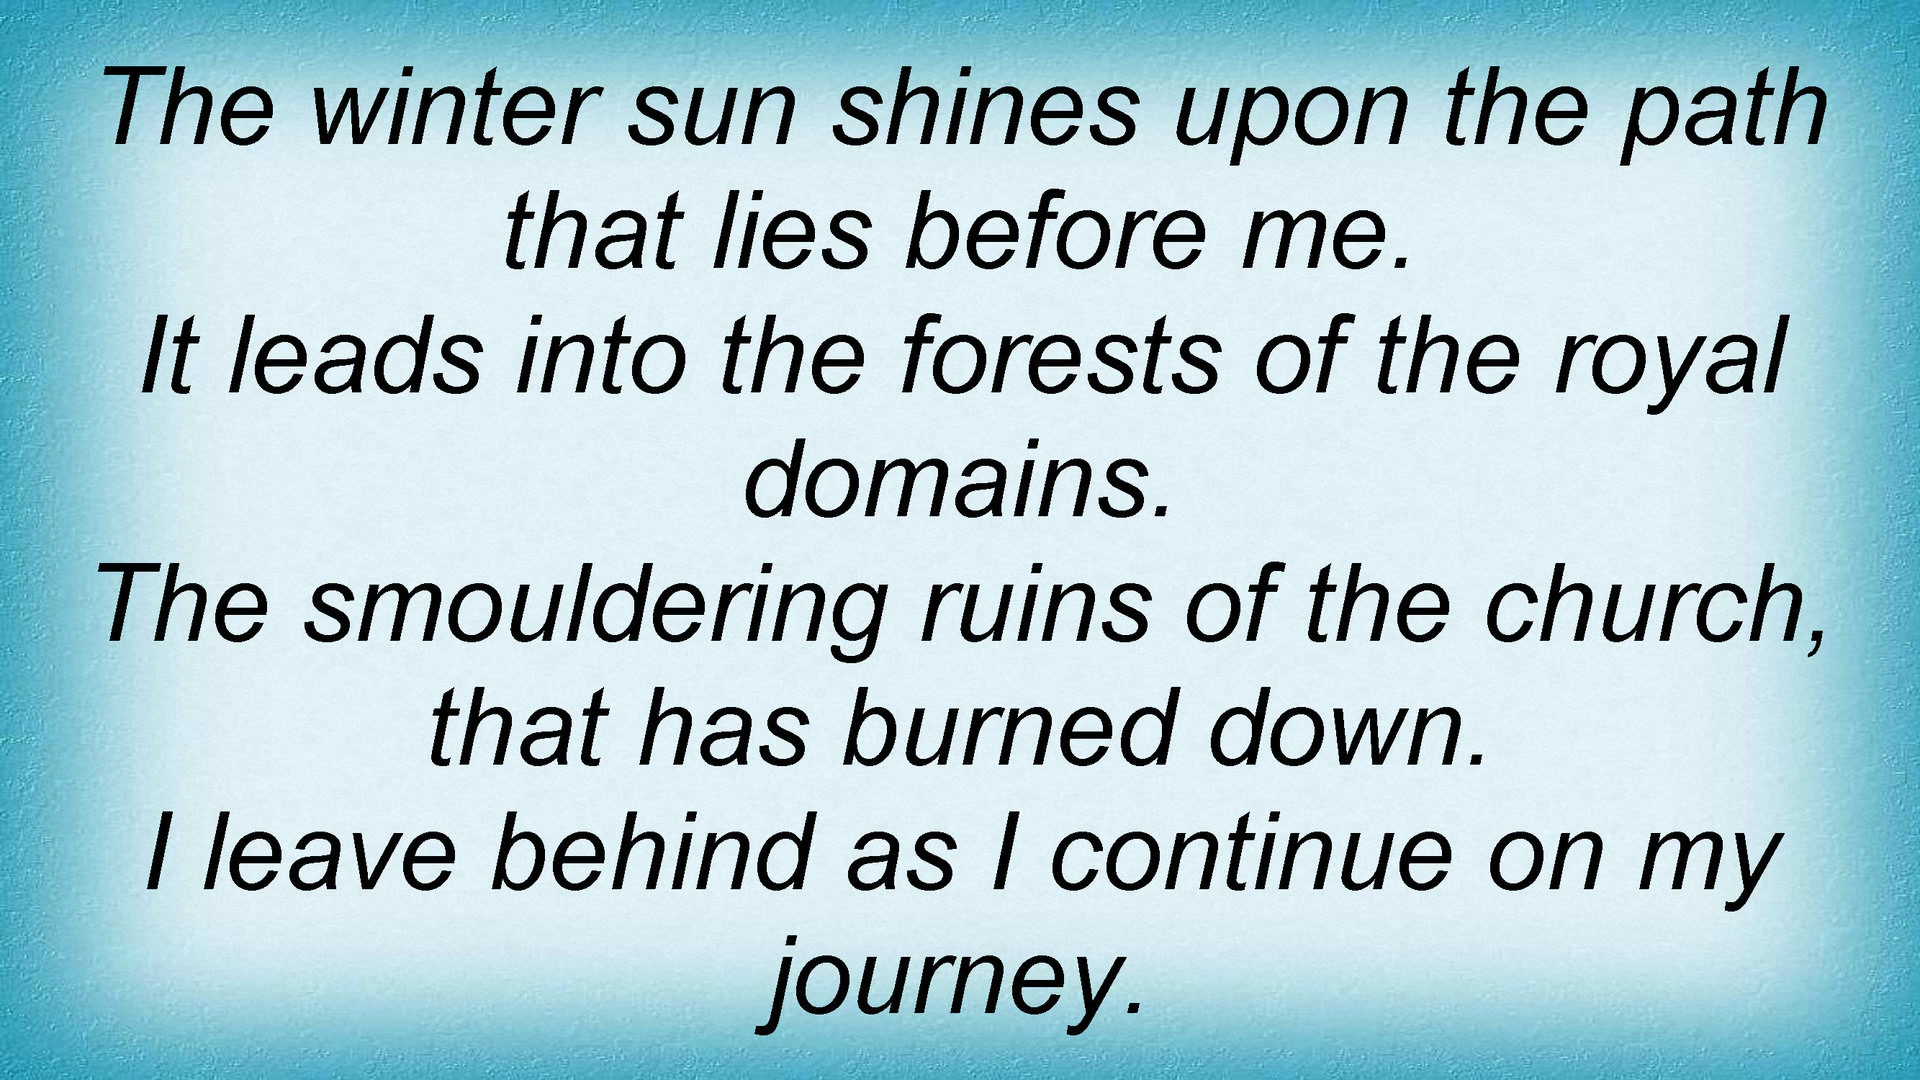 The winter sun shines upon the path
that lies before me.
It leads into the forests of the royal
domains.
The smouldering ruins of the church,
that has burned down.
I leave behind as I continue on my
journey.